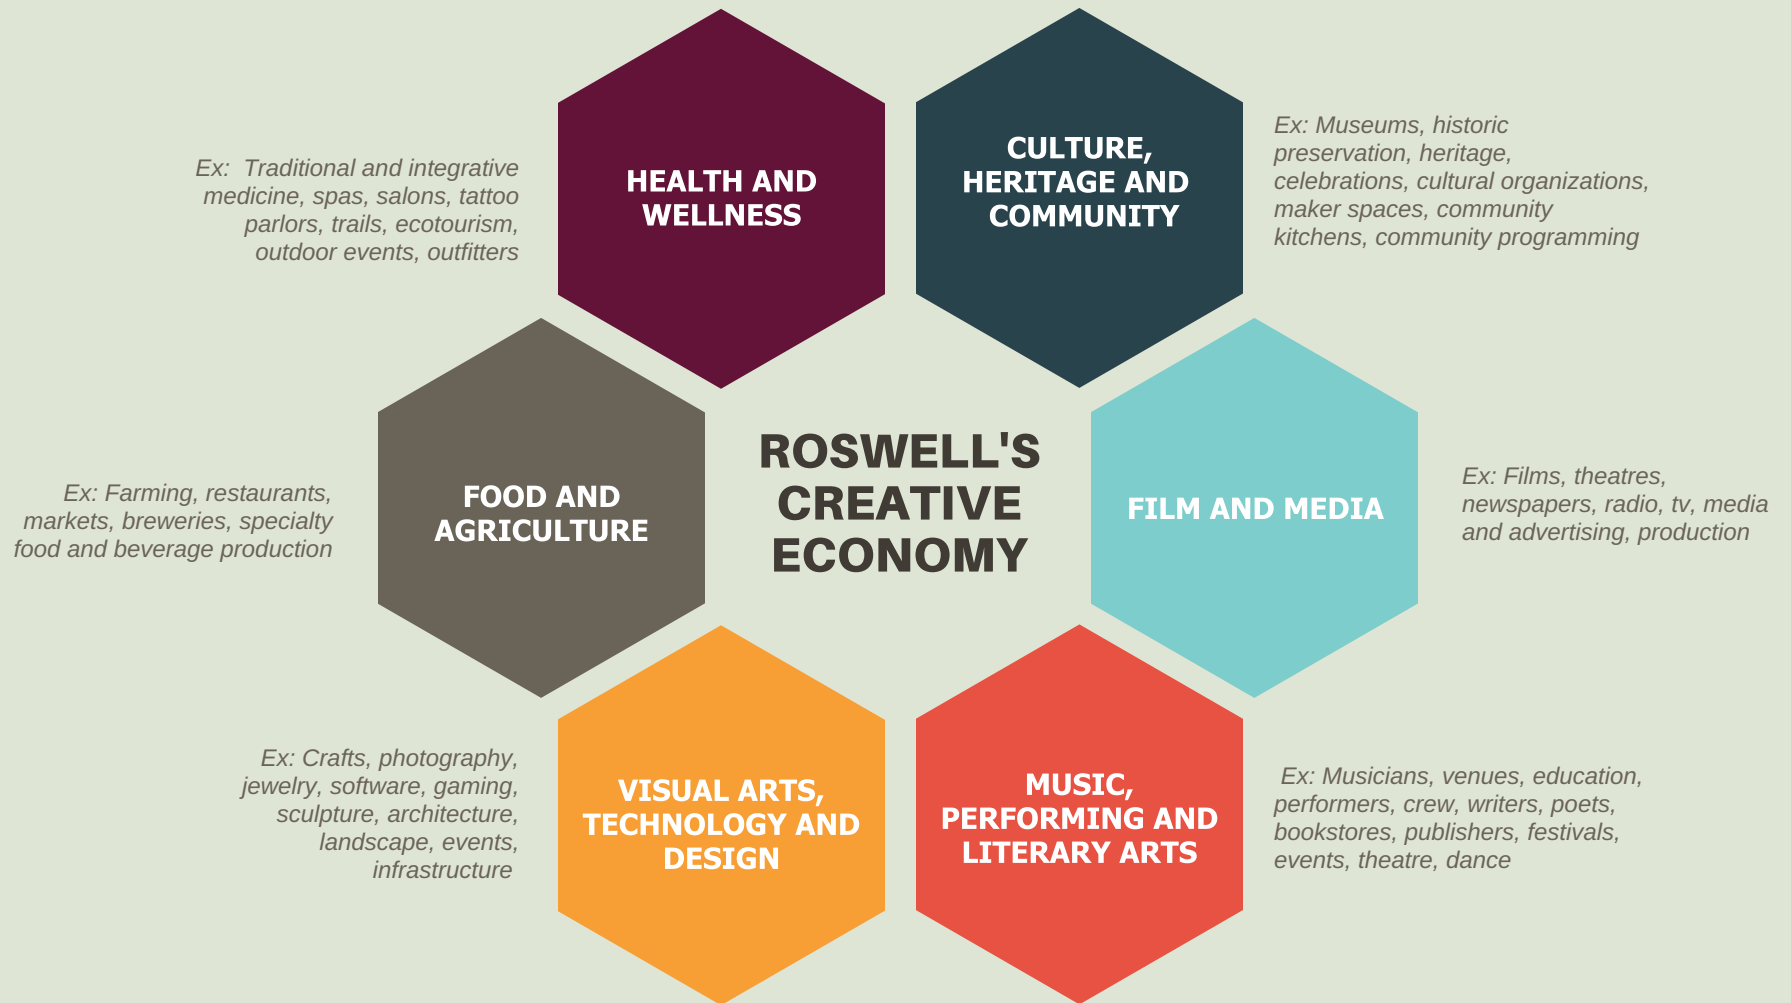 HEALTH AND
WELLNESS
Ex:  Traditional and integrative
medicine, spas, salons, tattoo
parlors, trails, ecotourism,
outdoor events, outfitters
CULTURE,
HERITAGE AND
COMMUNITY
Ex: Museums, historic
preservation, heritage,
celebrations, cultural organizations,
maker spaces, community
kitchens, community programming
Ex: Farming, restaurants,
markets, breweries, specialty
food and beverage production
FOOD AND
AGRICULTURE
ROSWELL'S
CREATIVE
ECONOMY
FILM AND MEDIA
Ex: Films, theatres,
newspapers, radio, tv, media
and advertising, production
Ex: Crafts, photography,
jewelry, software, gaming,
sculpture, architecture,
landscape, events,
infrastructure
VISUAL ARTS,
TECHNOLOGY AND
DESIGN
MUSIC,
PERFORMING AND
LITERARY ARTS
Ex: Musicians, venues, education,
performers, crew, writers, poets,
bookstores, publishers, festivals,
events, theatre, dance